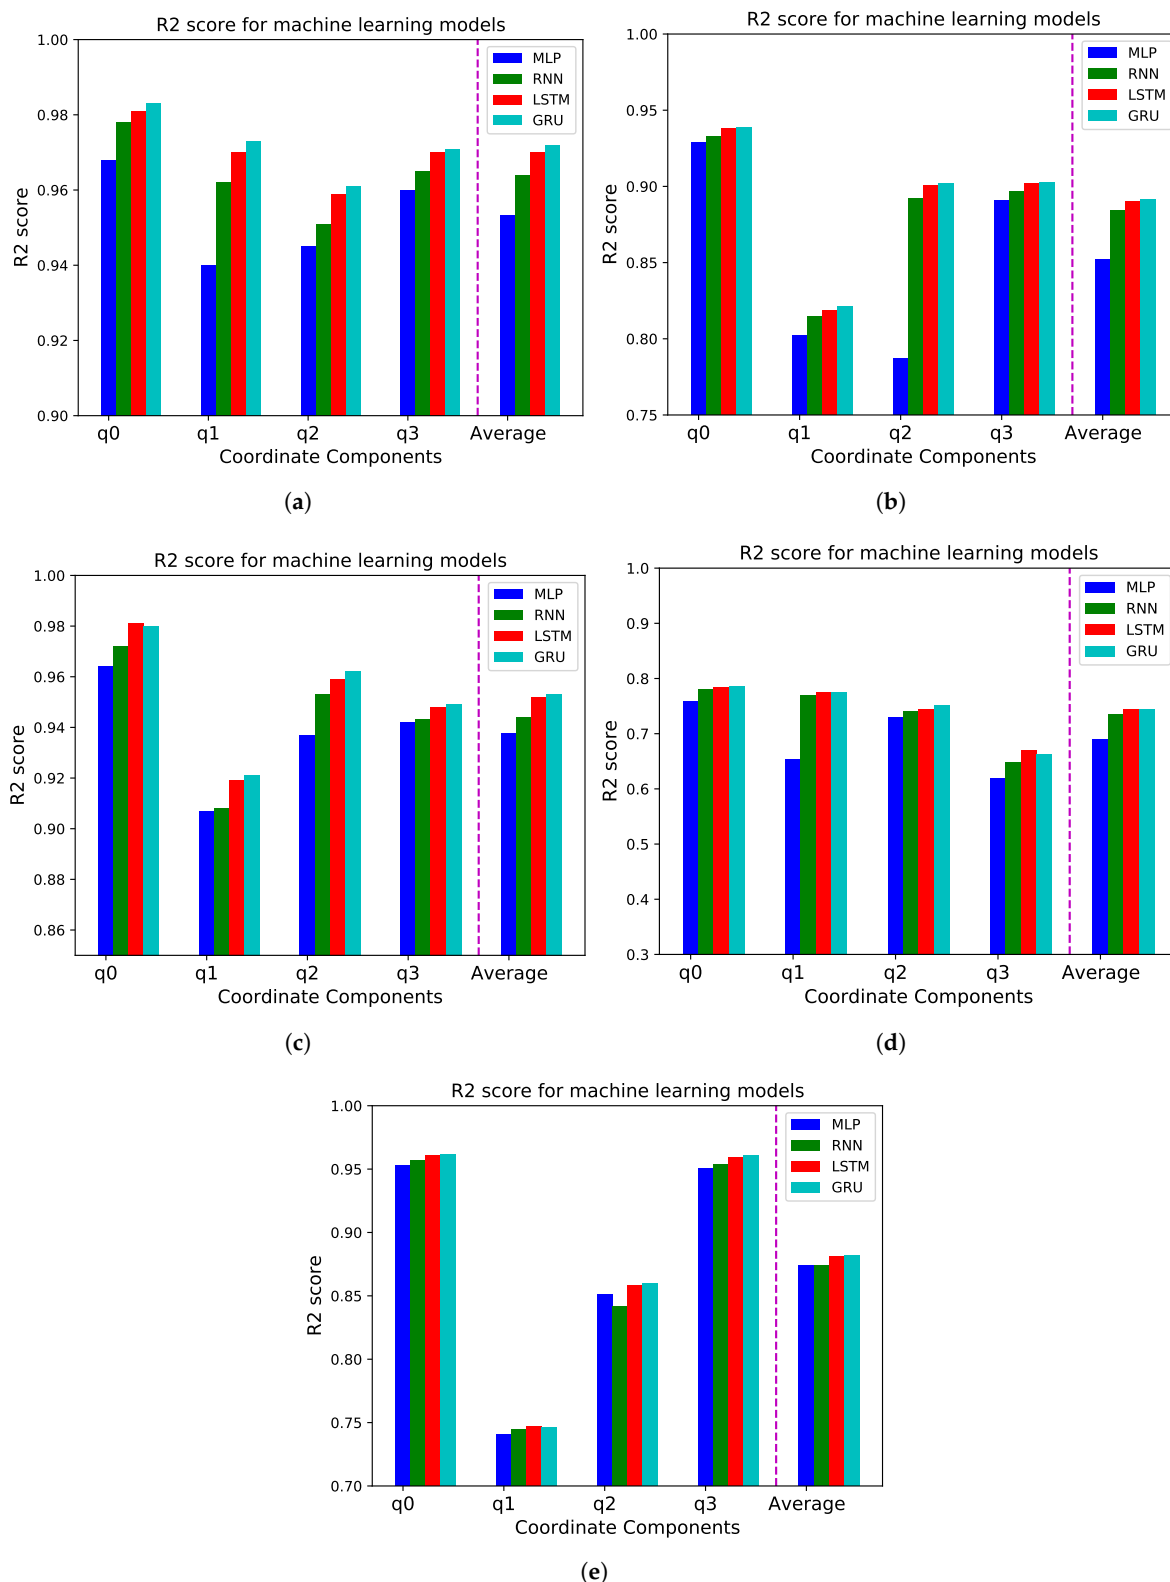 R2 score for machine learning models
1.00
0.98
0.96
0.94
0.92
0.90
R2 score
MLP
RNN
LSTM
GRU
q0 q1 q2 q3 Average
Coordinate Components
(a)
R2 score for machine learning models
1.00
0.95
0.90
0.85
0.80
0.75
R2 score
MLP
RNN
LSTM
GRU
q0 q1 q2 q3 Average
Coordinate Components
(b)
R2 score for machine learning models
1.00
0.98
0.96
0.94
0.92
0.90
0.88
0.86
R2 score
MLP
RNN
LSTM
GRU
q0 q1 q2 q3 Average
Coordinate Components
(c)
R2 score for machine learning models
1.0
0.9
0.8
0.7
0.6
0.5
0.4
0.3
R2 score
MLP
RNN
LSTM
GRU
q0 q1 q2 q3 Average
Coordinate Components
(d)
R2 score for machine learning models
1.00
0.95
0.90
0.85
0.80
0.75
0.70
R2 score
MLP
RNN
LSTM
GRU
q0 q1 q2 q3 Average
Coordinate Components
(e)